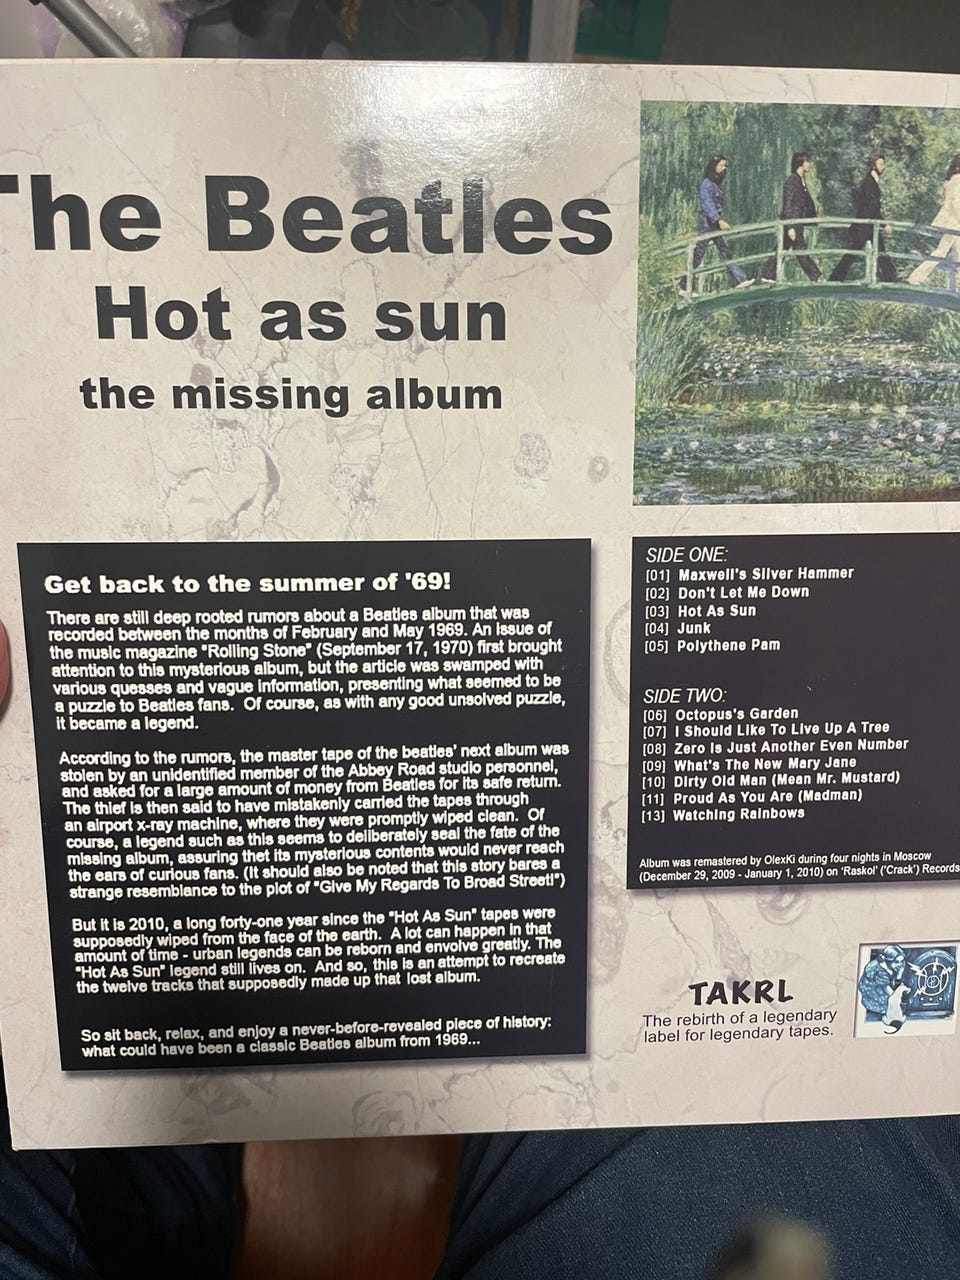 The Beatles
Hot as sun
the missing album
Get back to the summer of '69!
There are still deep rooted rumors about a Beatles album that was
recorded between the months of February and May 1969. An issue of
the music magazine "Rolling Stone" (September 17, 1970) first brought
attention to this mysterious album, but the article was swamped with
various quesses and vague information, presenting what seemed to be
a puzzle to Beatles fans. Of course, as with any good unsolved puzzle,
it became a legend.
According to the rumors, the master tape of the beatles' next album was
stolen by an unidentified member of the Abbey Road studio personnel,
and asked for a large amount of money from Beatles for its safe return.
The thief is then said to have mistakenly carried the tapes through
an airport x-ray machine, where they were promptly wiped clean. Of
course, a legend such as this seems to deliberately seal the fate of the
missing album, assuring thet its mysterious contents would never reach
the ears of curious fans. (It should also be noted that this story bares a
strange resemblance to the plot of "Give My Regards To Broad Street!")
But it is 2010, a long forty-one year since the "Hot As Sun" tapes were
supposedly wiped from the face of the earth. A lot can happen in that
amount of time - urban legends can be reborn and envolve greatly. The
"Hot As Sun" legend still lives on. And so, this is an attempt to recreate
the twelve tracks that supposedly made up that lost album.
So sit back, relax, and enjoy a never-before-revealed piece of history:
what could have been a classic Beatles album from 1969...
SIDE ONE:
[01] Maxwell's Silver Hammer
[02] Don't Let Me Down
[03] Hot As Sun
[04] Junk
[05] Polythene Pam
SIDE TWO:
[06] Octopus's Garden
[07] I Should Like To Live Up A Tree
[08] Zero Is Just Another Even Number
[09] What's The New Mary Jane
[10] Dirty Old Man (Mean Mr. Mustard)
[11] Proud As You Are (Madman)
[13] Watching Rainbows
Album was remastered by OlexKi during four nights in Moscow
(December 29, 2009 - January 1, 2010) on 'Raskol' ('Crack') Records
TAKRL
The rebirth of a legendary
label for legendary tapes.